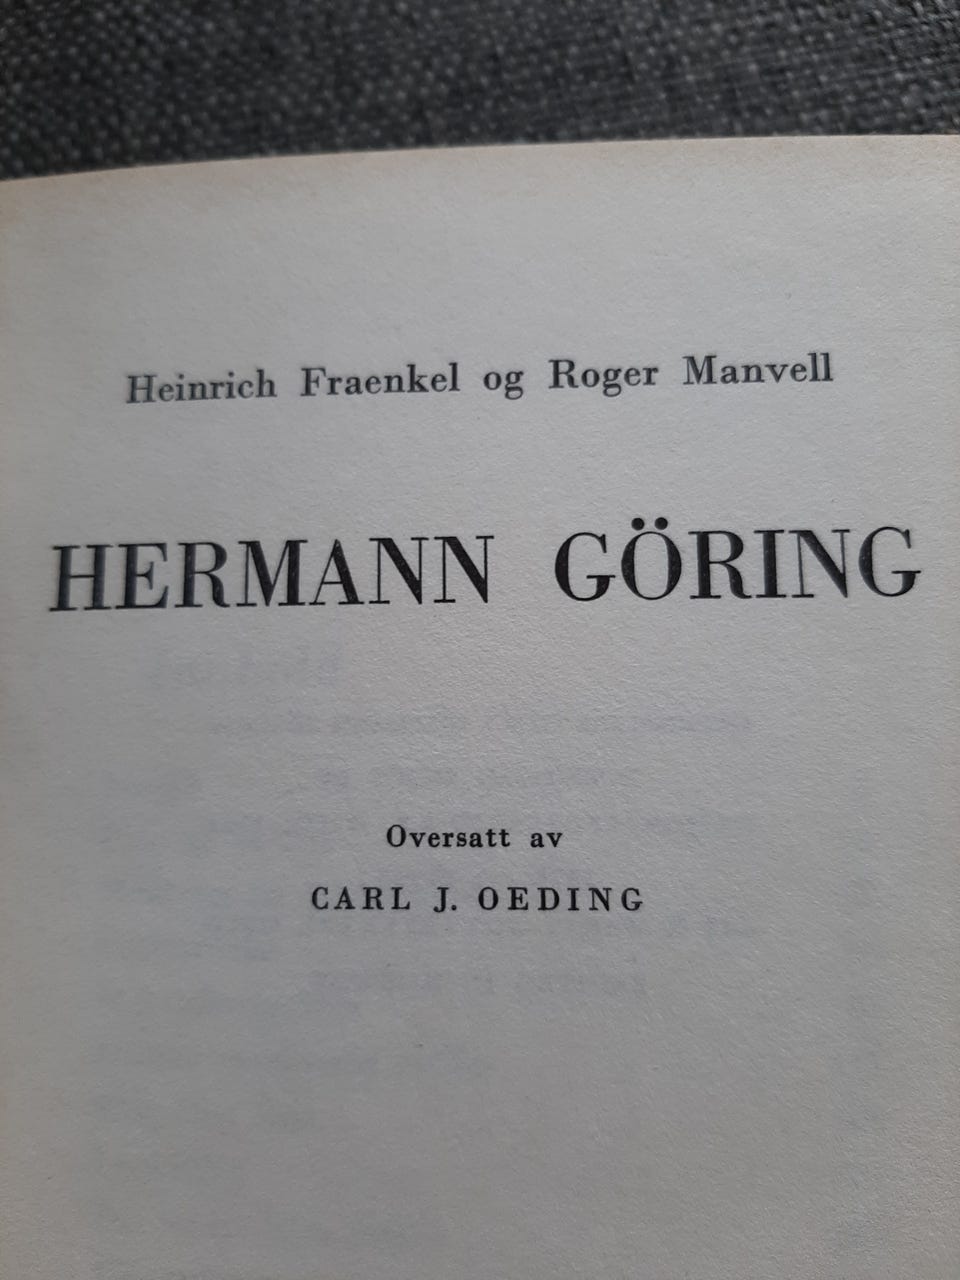 Heinrich Fraenkel og Roger Manvell
HERMANN GÖRING
Oversatt av
CARL J. OEDING